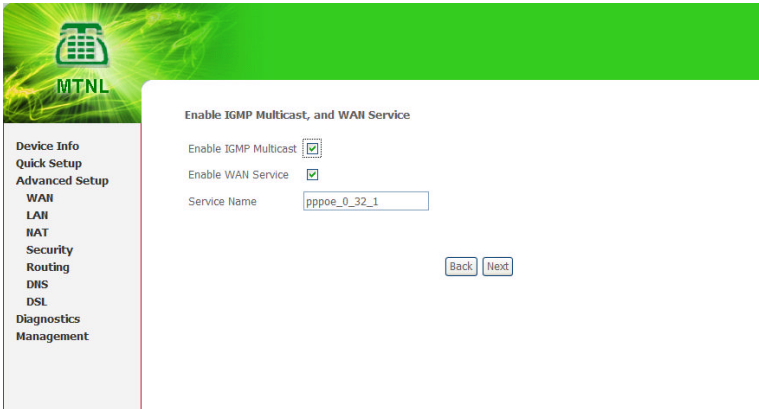 MTNL
Enable IGMP Multicast, and WAN Service
Enable IGMP Multicast
Enable WAN Service
Service Name pppoe_0_32_1
Back Next
Device Info
Quick Setup
Advanced Setup
WAN
LAN
NAT
Security
Routing
DNS
DSL
Diagnostics
Management